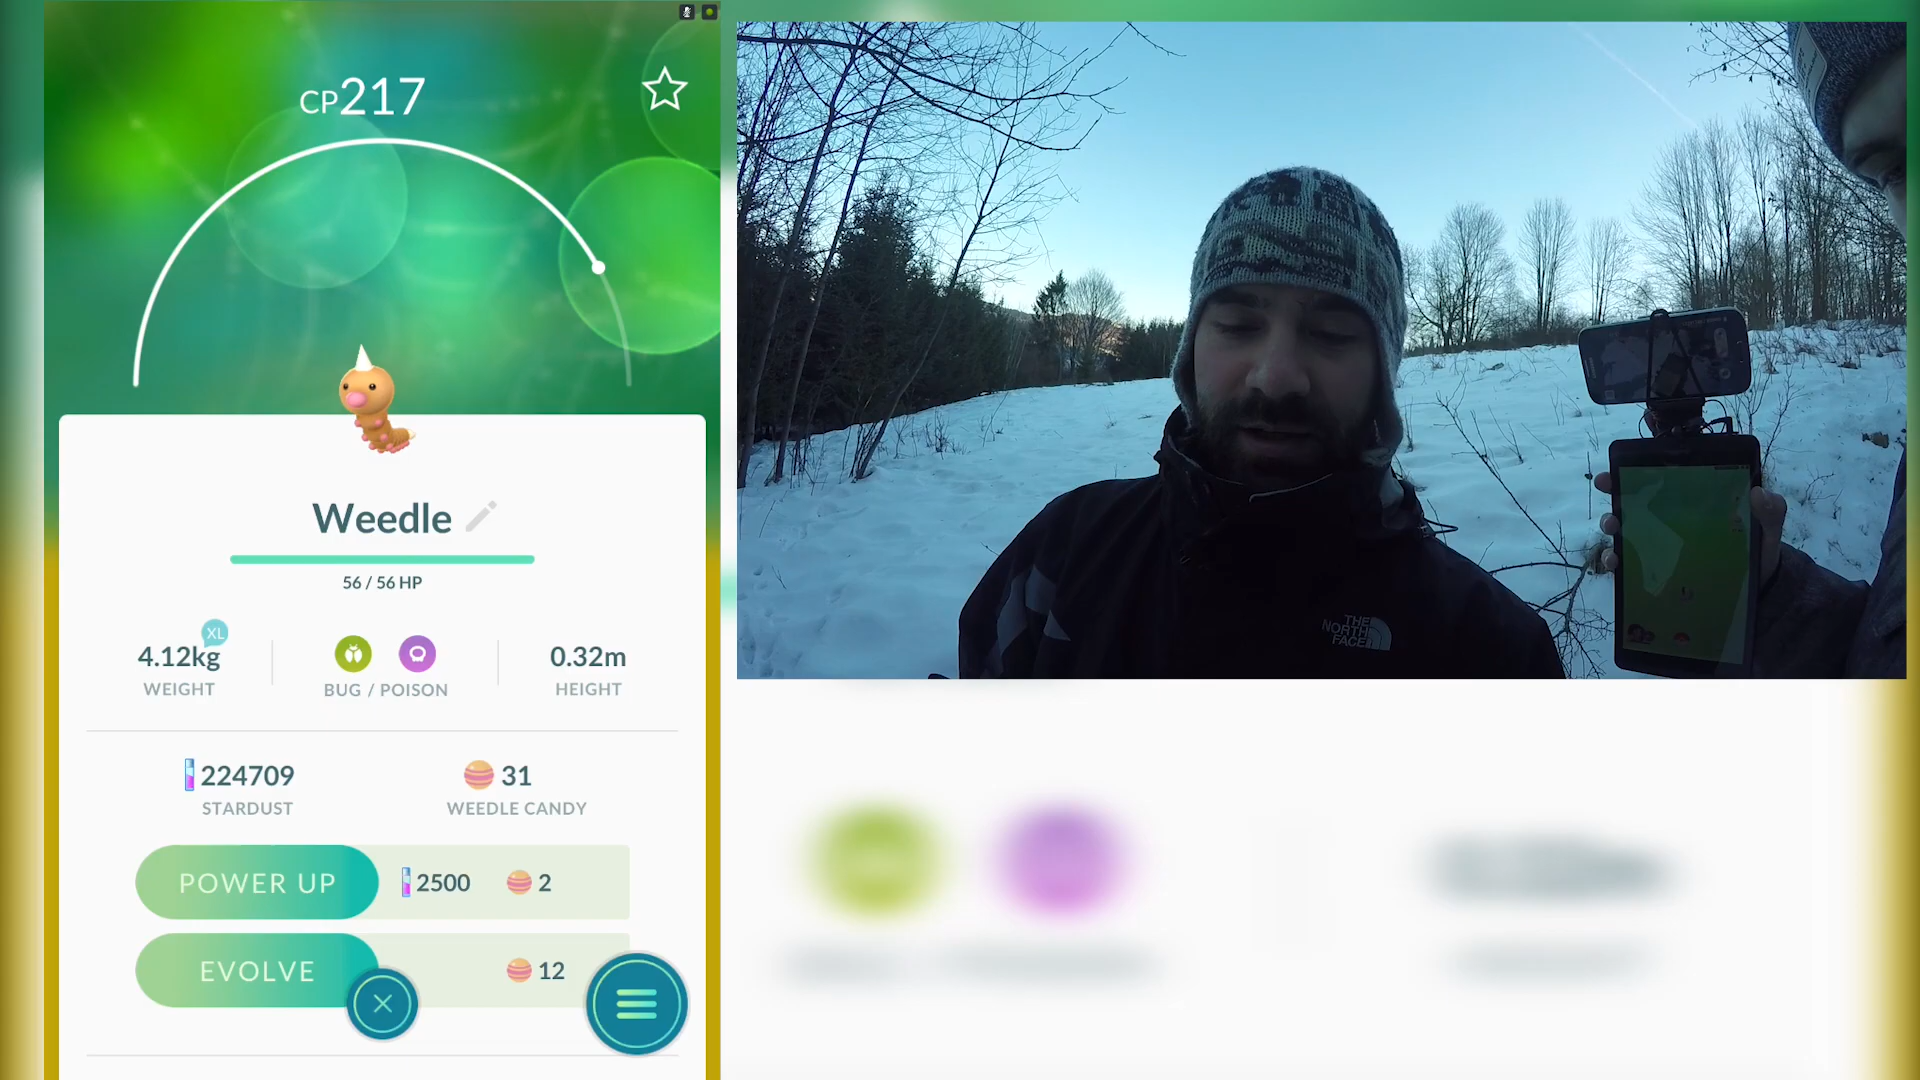 CP217
Weedle
56 / 56 HP
XL
4.12kg
WEIGHT
BUG / POISON
0.32m
HEIGHT
224709
STARDUST
31
WEEDLE CANDY
POWER UP
2500
2
EVOLVE
12
THE
NORTH
FACE